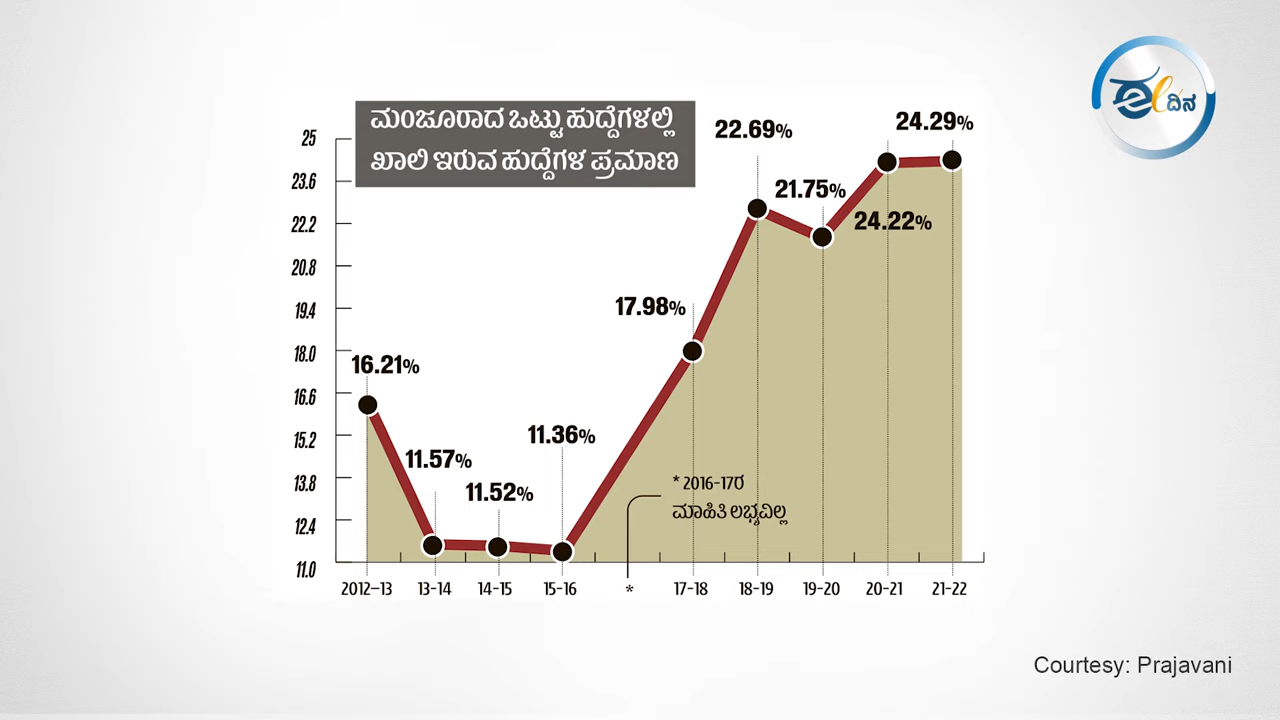 ಈ ದಿನ
ಮಂಜೂರಾದ ಒಟ್ಟು ಹುದ್ದೆಗಳಲ್ಲಿ
ಖಾಲಿ ಇರುವ ಹುದ್ದೆಗಳ ಪ್ರಮಾಣ
25
23.6
22.2
20.8
19.4
18.0
16.6
15.2
13.8
12.4
11.0
16.21%
11.57%
11.52%
11.36%
17.98%
22.69%
21.75%
24.22%
24.29%
* 2016-17ರ
ಮಾಹಿತಿ ಲಭ್ಯವಿಲ್ಲ
2012-13 13-14 14-15 15-16 * 17-18 18-19 19-20 20-21 21-22
Courtesy: Prajavani